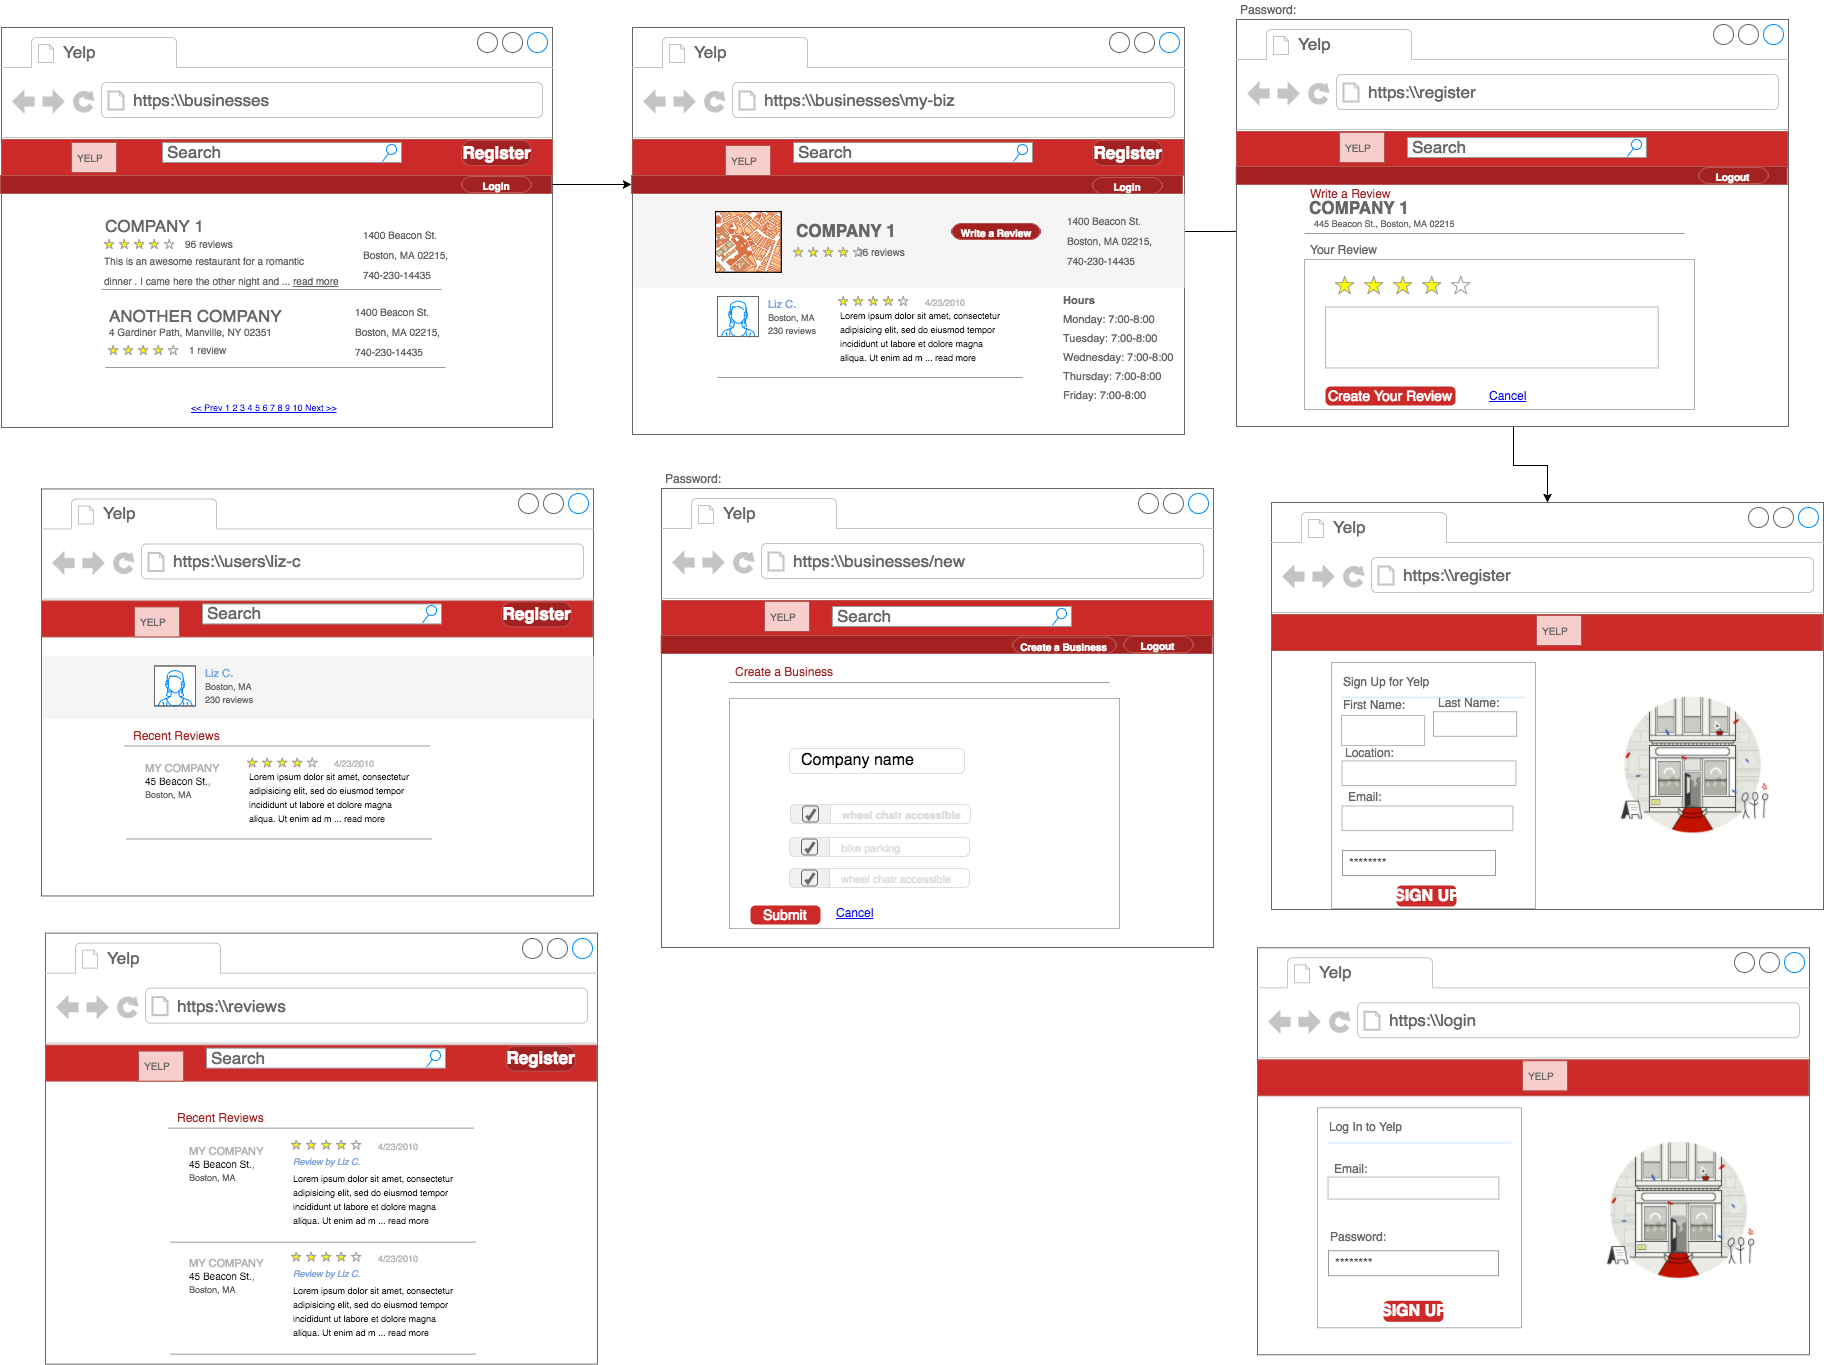 Yelp
https:\\businesses
YELP
Search
Register
Login
COMPANY 1
96 reviews
This is an awesome restaurant for a romantic
dinner . I came here the other night and ... read more
1400 Beacon St.
Boston, MA 02215,
740-230-14435
ANOTHER COMPANY
4 Gardiner Path, Manville, NY 02351
1 review
1400 Beacon St.
Boston, MA 02215,
740-230-14435
<< Prev 1 2 3 4 5 6 7 8 9 10 Next >>
Yelp
https:\\businesses\my-biz
YELP
Search
Register
Login
COMPANY 1
Write a Review
96 reviews
1400 Beacon St.
Boston, MA 02215,
740-230-14435
Liz C.
Boston, MA
230 reviews
4/23/2010
Lorem ipsum dolor sit amet, consectetur
adipisicing elit, sed do eiusmod tempor
incididunt ut labore et dolore magna
aliqua. Ut enim ad m ... read more
Hours
Monday: 7:00-8:00
Tuesday: 7:00-8:00
Wednesday: 7:00-8:00
Thursday: 7:00-8:00
Friday: 7:00-8:00
Password:
Yelp
https:\\register
YELP
Search
Logout
Write a Review
COMPANY 1
445 Beacon St., Boston, MA 02215
Your Review
Create Your Review
Cancel
Yelp
https:\\users\liz-c
YELP
Search
Register
Liz C.
Boston, MA
230 reviews
Recent Reviews
MY COMPANY
45 Beacon St.,
Boston, MA
4/23/2010
Lorem ipsum dolor sit amet, consectetur
adipisicing elit, sed do eiusmod tempor
incididunt ut labore et dolore magna
aliqua. Ut enim ad m ... read more
Password:
Yelp
https:\\businesses/new
YELP
Search
Create a Business
Logout
Create a Business
Company name
wheel chair accessible
bike parking
wheel chair accessible
Submit
Cancel
Yelp
https:\\register
YELP
Sign Up for Yelp
First Name:
Last Name:
Location:
Email:
********
SIGN UP
Yelp
https:\\reviews
YELP
Search
Register
Recent Reviews
MY COMPANY
45 Beacon St.,
Boston, MA
4/23/2010
Review by Liz C.
Lorem ipsum dolor sit amet, consectetur
adipisicing elit, sed do eiusmod tempor
incididunt ut labore et dolore magna
aliqua. Ut enim ad m ... read more
MY COMPANY
45 Beacon St.,
Boston, MA
4/23/2010
Review by Liz C.
Lorem ipsum dolor sit amet, consectetur
adipisicing elit, sed do eiusmod tempor
incididunt ut labore et dolore magna
aliqua. Ut enim ad m ... read more
Yelp
https:\\login
YELP
Log In to Yelp
Email:
Password:
********
SIGN UP